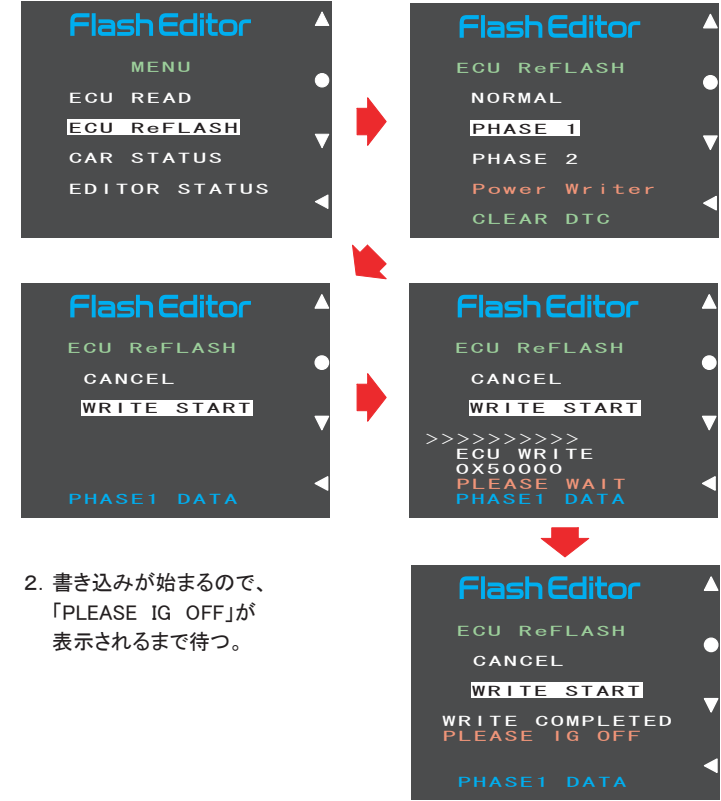 Flash Editor
MENU
ECU READ
ECU ReFLASH
CAR STATUS
EDITOR STATUS
Flash Editor
ECU ReFLASH
NORMAL
PHASE 1
PHASE 2
Power Writer
CLEAR DTC
Flash Editor
ECU ReFLASH
CANCEL
WRITE START
PHASE1 DATA
Flash Editor
ECU ReFLASH
CANCEL
WRITE START
>>>>>>>>>>
ECU WRITE
0X50000
PLEASE WAIT
PHASE1 DATA
2. 書き込みが始まるので、
「PLEASE IG OFF」が
表示されるまで待つ。
Flash Editor
ECU ReFLASH
CANCEL
WRITE START
WRITE COMPLETED
PLEASE IG OFF
PHASE1 DATA